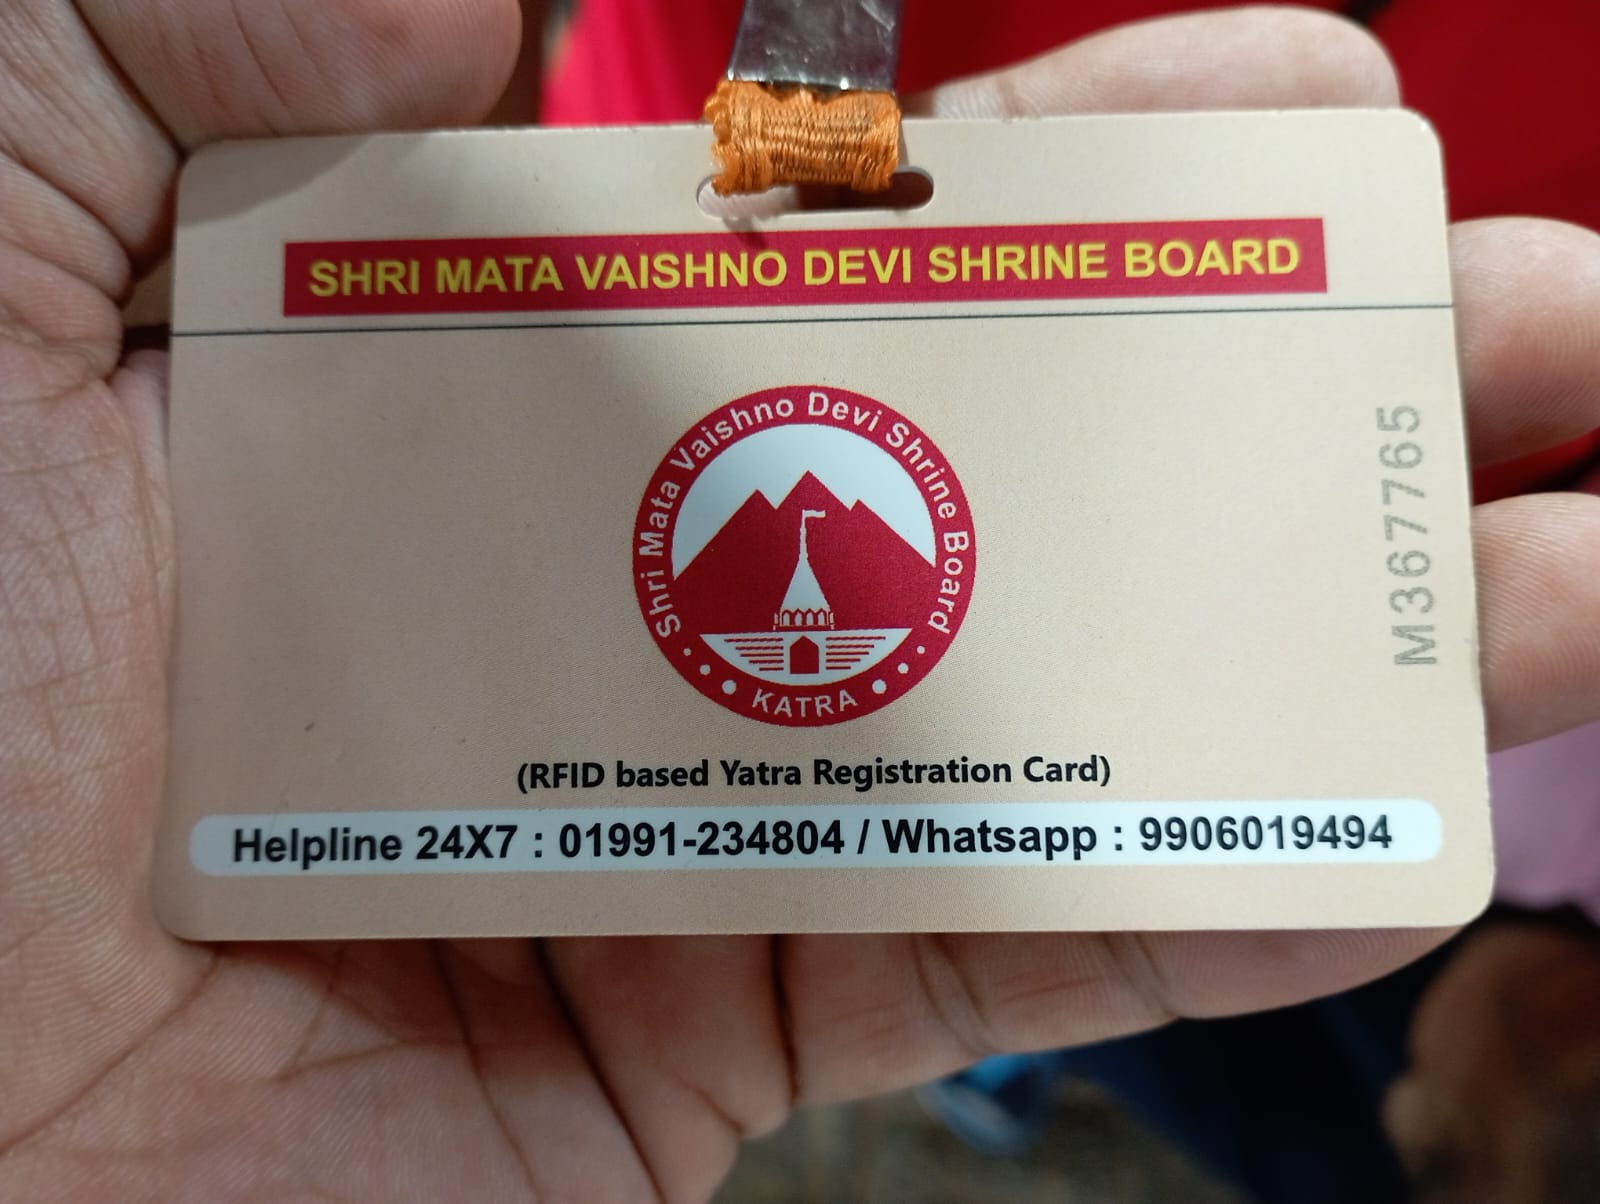 SHRI MATA VAISHNO DEVI SHRINE BOARD
Shri Mata Vaishno Devi Shrine Board
KATRA
M367765
(RFID based Yatra Registration Card)
Helpline 24X7 : 01991-234804 / Whatsapp : 9906019494